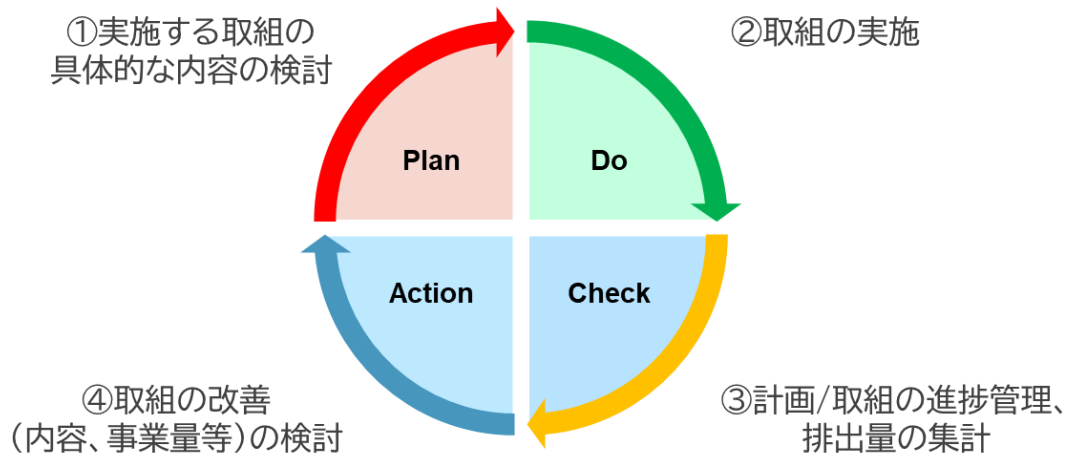 ①実施する取組の
具体的な内容の検討
②取組の実施
Plan
Do
Action
Check
④取組の改善
（内容、事業量等）の検討
③計画/取組の進捗管理、
排出量の集計